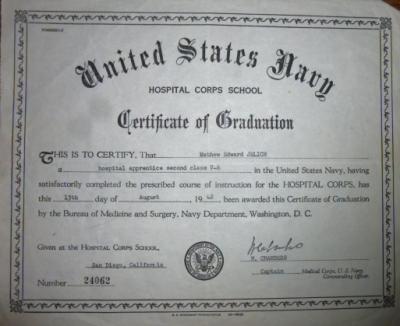 United States Navy
HOSPITAL CORPS SCHOOL
Certificate of Graduation
THIS IS TO CERTIFY, That Mathew Edward JELICH
a hospital apprentice second class V-6 in the United States Navy, having
satisfactorily completed the prescribed course of instruction for the HOSPITAL CORPS, has
this 13th day of August 1942 been awarded this Certificate of Graduation
by the Bureau of Medicine and Surgery, Navy Department, Washington, D. C.
Given at the HOSPITAL CORPS SCHOOL,
San Diego, California
W. CHAMBERS
Captain Medical Corps, U. S. Navy
Commanding Officer.
Number 24062